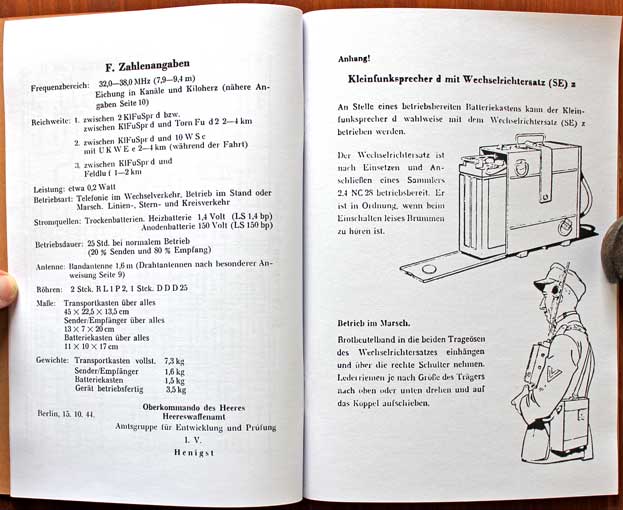 F. Zahlenangaben
Frequenzbereich: 32,0—38,0 MHz (7,9—9,4 m)
Eichung in Kanäle und Kiloherz (nähere An-
gaben Seite 10)
Reichweite: 1. zwischen 2 KlFuSpr d bzw.
zwischen KlFuSpr d und Torn Fu d 2 2—4 km
2. zwischen KlFuSpr d und 10 W S c
mit U K W E e 2—4 km (während der Fahrt)
3. zwischen KlFuSpr d und
Feldfu f 1—2 km
Leistung: etwa 0,2 Watt
Betriebsart: Telefonie im Wechselverkehr, Betrieb im Stand oder
Marsch. Linien-, Stern- und Kreisverkehr
Stromquellen: Trockenbatterien. Heizbatterie 1,4 Volt (LS 1,4 bp)
Anodenbatterie 150 Volt (LS 150 bp)
Betriebsdauer: 25 Std. bei normalem Betrieb
(20 % Senden und 80 % Empfang)
Antenne: Bandantenne 1,6 m (Drahtantennen nach besonderer An-
weisung Seite 9)
Röhren: 2 Stck. R L 1 P 2, 1 Stck. D D D 25
Maße: Transportkasten über alles
45 × 22,5 × 13,5 cm
Sender/Empfänger über alles
13 × 7 × 20 cm
Batteriekasten über alles
11 × 10 × 17 cm
Gewichte: Transportkasten vollst. 7,3 kg
Sender/Empfänger 1,6 kg
Batteriekasten 1,5 kg
Gerät betriebsfertig 3,5 kg
Berlin, 15. 10. 44.
Oberkommando des Heeres
Heereswaffenamt
Amtsgruppe für Entwicklung und Prüfung
I. V.
Henigst
Anhang!
Kleinfunksprecher d mit Wechselrichtersatz (SE) z
An Stelle eines betriebsbereiten Batteriekastens kann der Klein-
funksprecher d wahlweise mit dem Wechselrichtersatz (SE) z
betrieben werden.
Der Wechselrichtersatz ist
nach Einsetzen und An-
schließen eines Sammlers
2,4 NC 28 betriebsbereit. Er
ist in Ordnung, wenn beim
Einschalten leises Brummen
zu hören ist.
Betrieb im Marsch.
Brotbeutelband in die beiden Trageösen
des Wechselrichtersatzes einhängen
und über die rechte Schulter nehmen.
Lederriemen je nach Größe des Trägers
nach oben oder unten drehen und auf
das Koppel aufschieben.